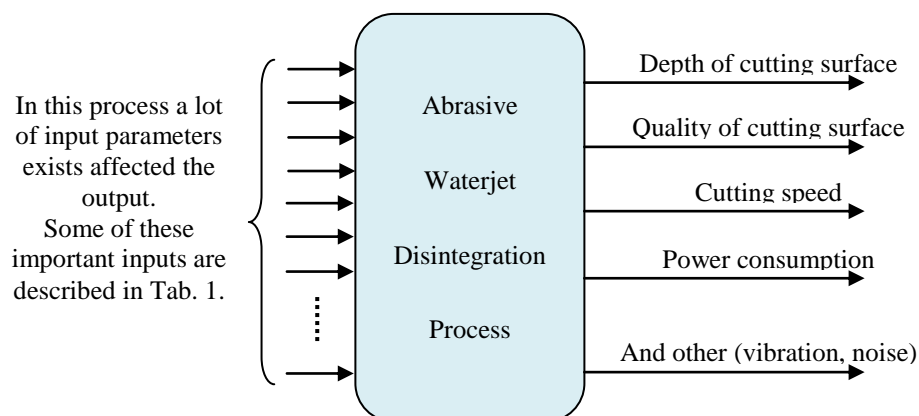 In this process a lot
of input parameters
exists affected the
output.
Some of these
important inputs are
described in Tab. 1.
Abrasive
Waterjet
Disintegration
Process
Depth of cutting surface
Quality of cutting surface
Cutting speed
Power consumption
And other (vibration, noise)